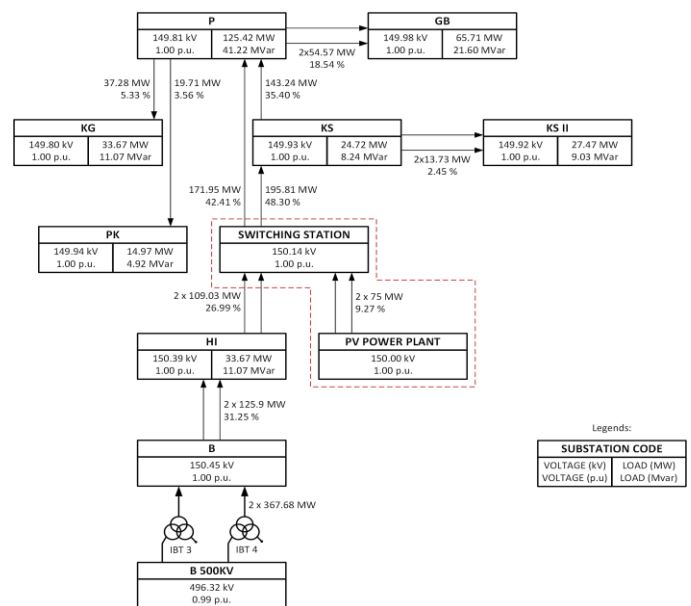 P
149.81 kV
1.00 p.u.
125.42 MW
41.22 MVar
GB
149.98 kV
1.00 p.u.
65.71 MW
21.60 MVar
2x54.57 MW
18.54 %
37.28 MW
5.33 %
19.71 MW
3.56 %
143.24 MW
35.40 %
KG
149.80 kV
1.00 p.u.
33.67 MW
11.07 MVar
KS
149.93 kV
1.00 p.u.
24.72 MW
8.24 MVar
KS II
149.92 kV
1.00 p.u.
27.47 MW
9.03 MVar
2x13.73 MW
2.45 %
171.95 MW
42.41 %
195.81 MW
48.30 %
PK
149.94 kV
1.00 p.u.
14.97 MW
4.92 MVar
SWITCHING STATION
150.14 kV
1.00 p.u.
2 x 109.03 MW
26.99 %
2 x 75 MW
9.27 %
HI
150.39 kV
1.00 p.u.
33.67 MW
11.07 MVar
PV POWER PLANT
150.00 kV
1.00 p.u.
2 x 125.9 MW
31.25 %
B
150.45 kV
1.00 p.u.
Legends:
SUBSTATION CODE
VOLTAGE (kV)
VOLTAGE (p.u)
LOAD (MW)
LOAD (Mvar)
2 x 367.68 MW
IBT 3
IBT 4
B 500KV
496.32 kV
0.99 p.u.